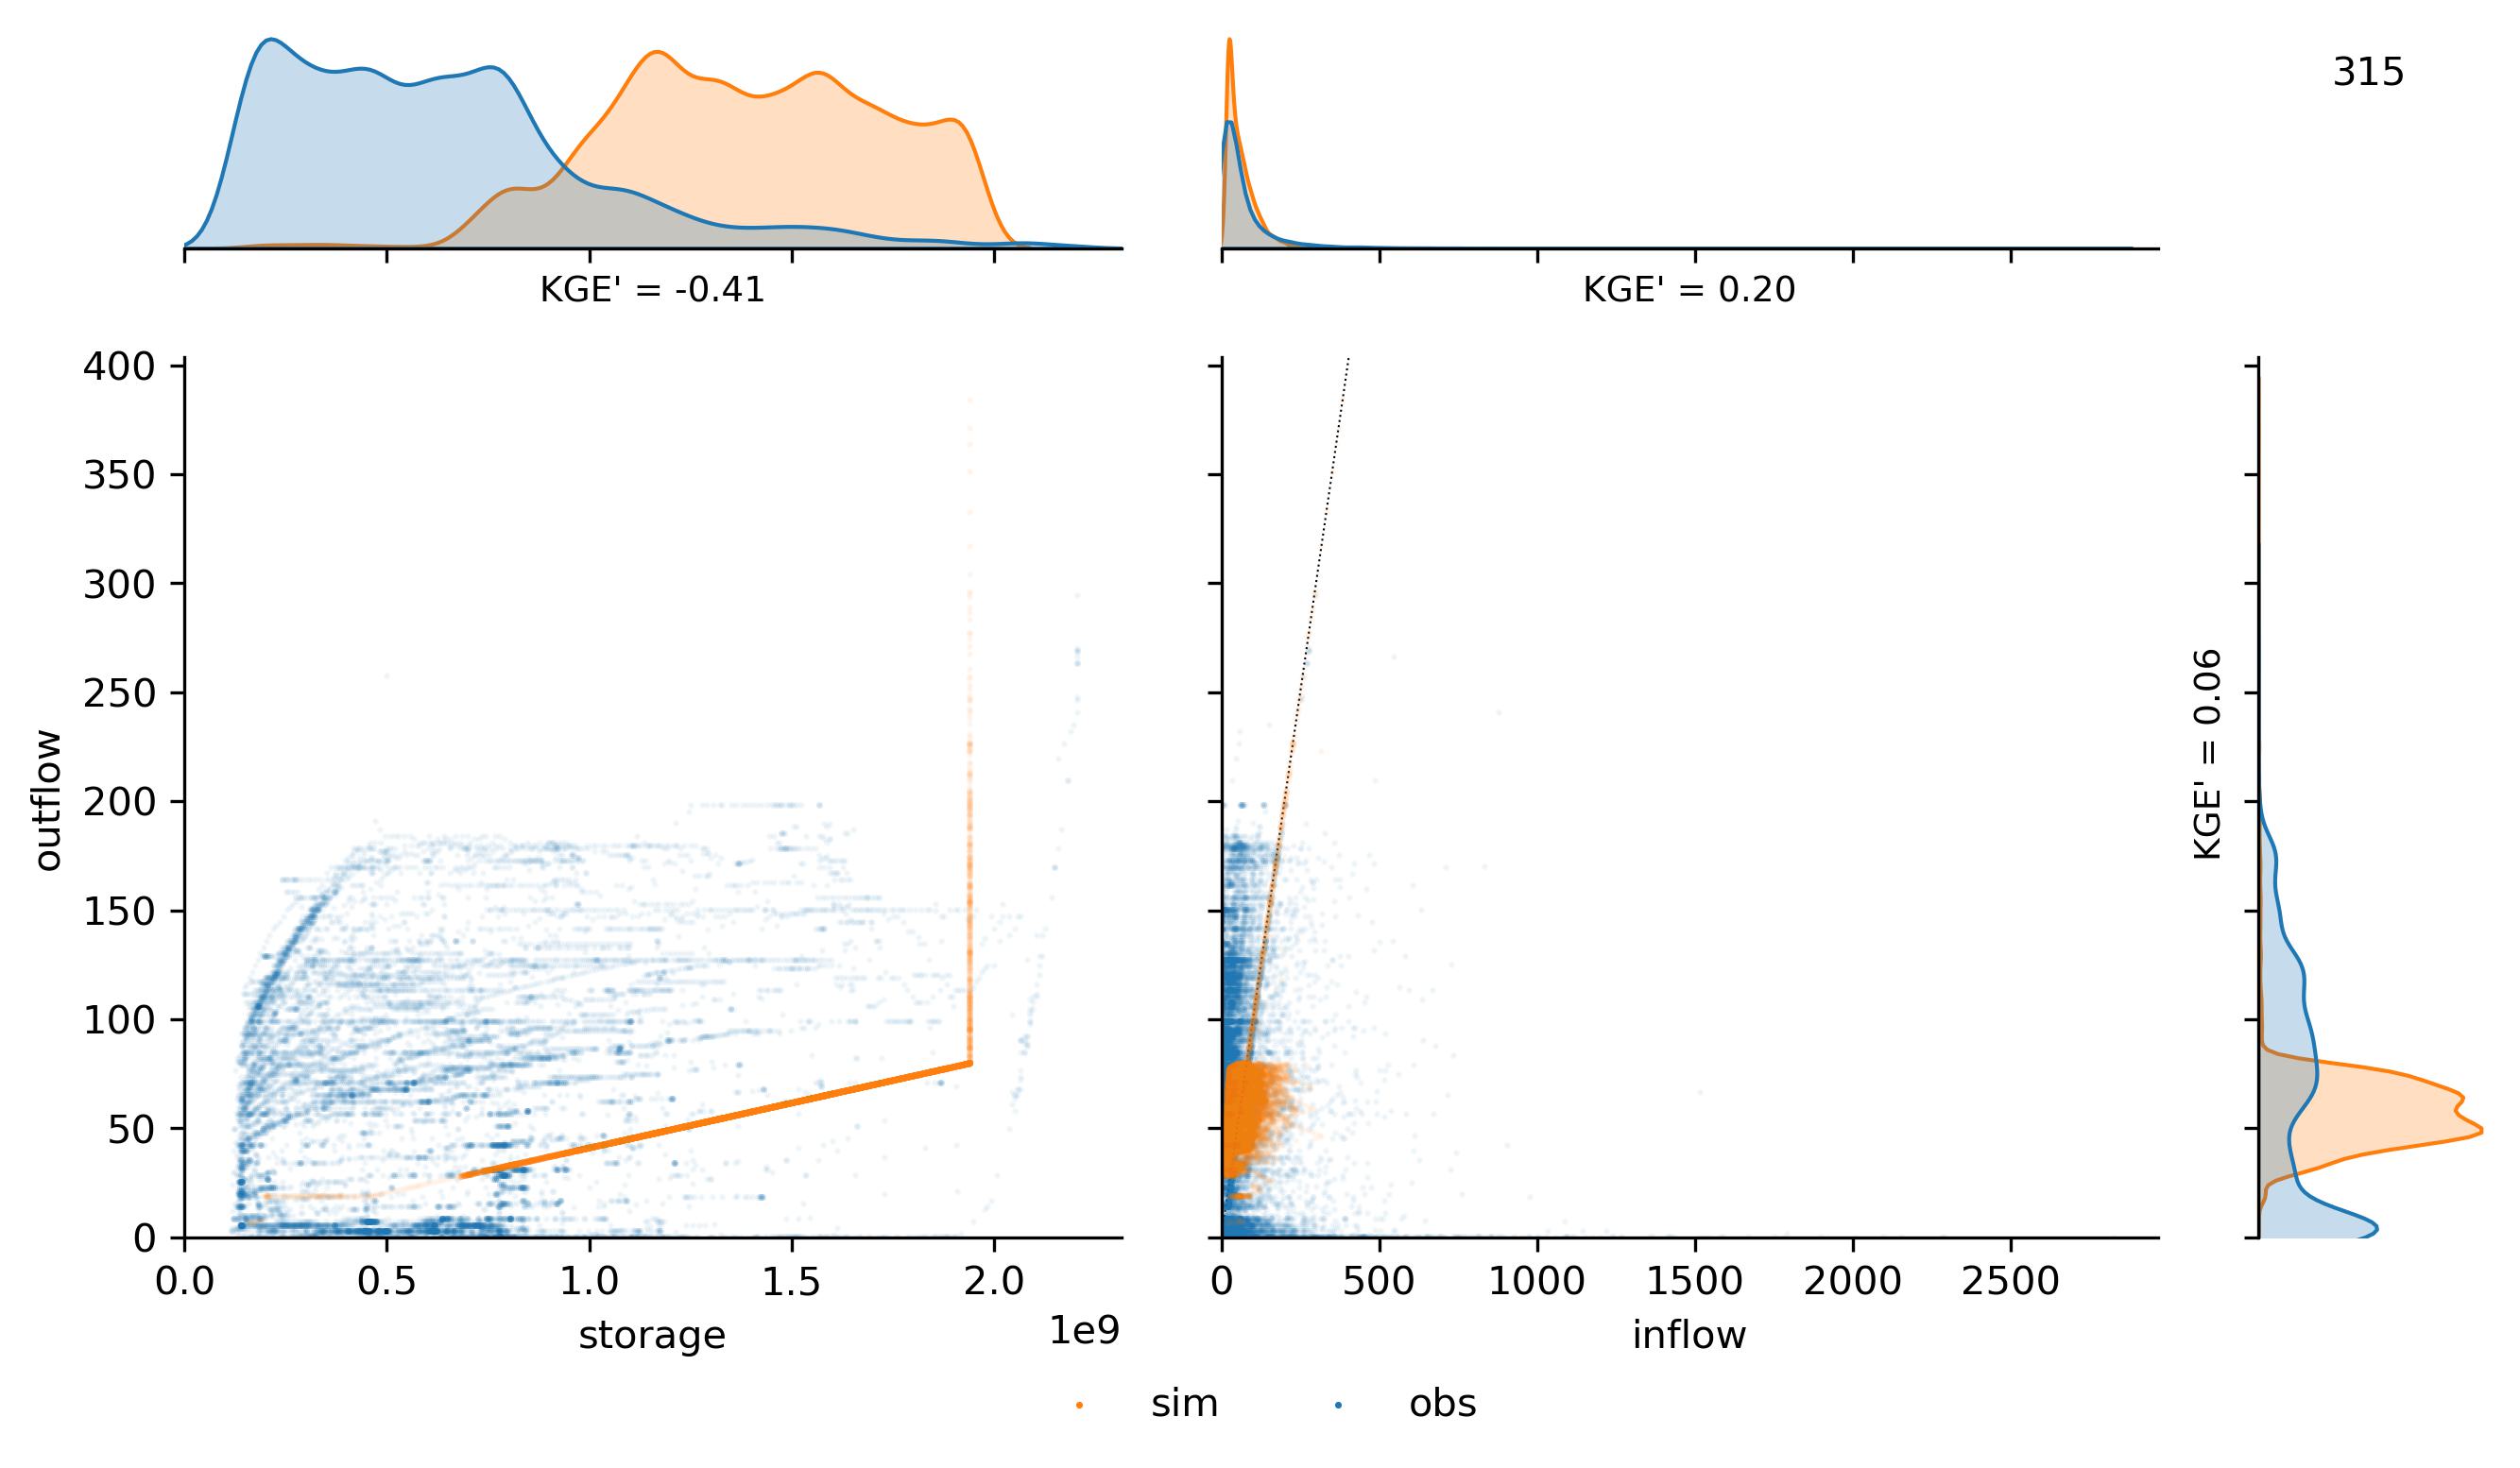 315
KGE' = -0.41
KGE' = 0.20
400
350
300
250
200
150
100
50
0
outflow
KGE' = 0.06
0.0 0.5 1.0 1.5 2.0
0 500 1000 1500 2000 2500
storage
1e9
inflow
sim obs